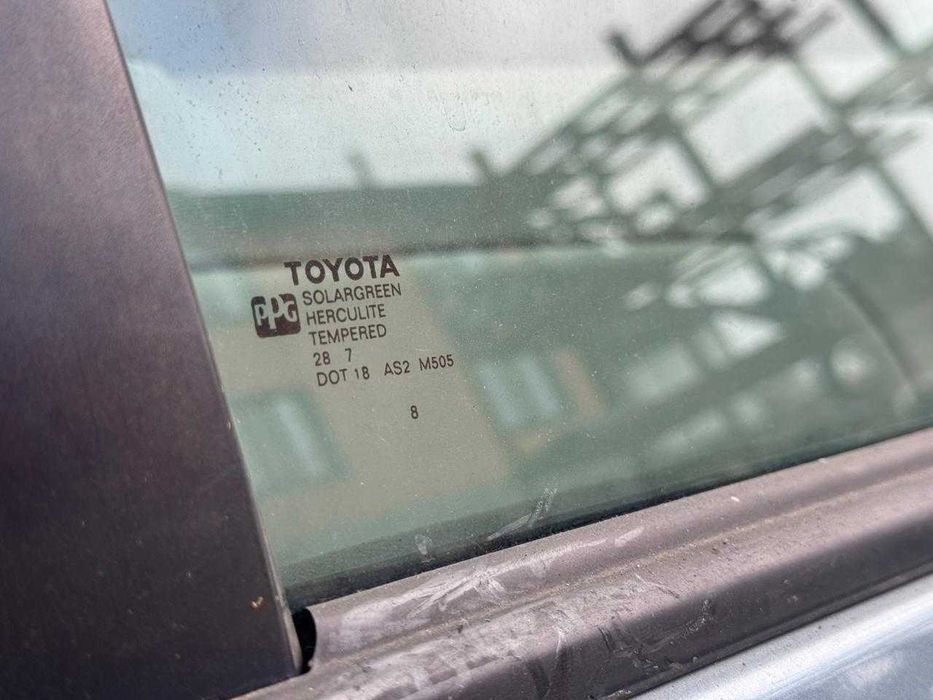 TOYOTA
PPG SOLARGREEN
HERCULITE
TEMPERED
28 7
DOT 18 AS2 M505
8